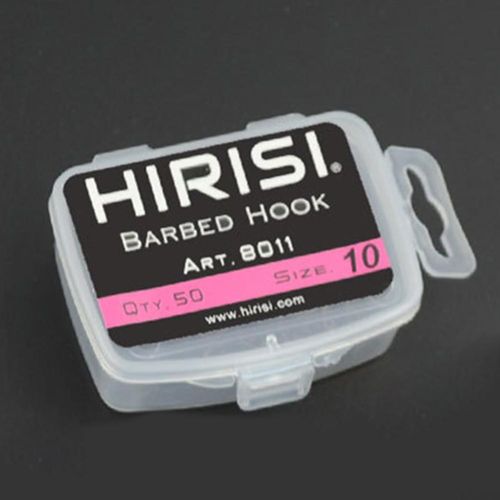 HIRISI®
BARBED HOOK
ART. 8011
QTY. 50 SIZE. 10
www.hirisi.com